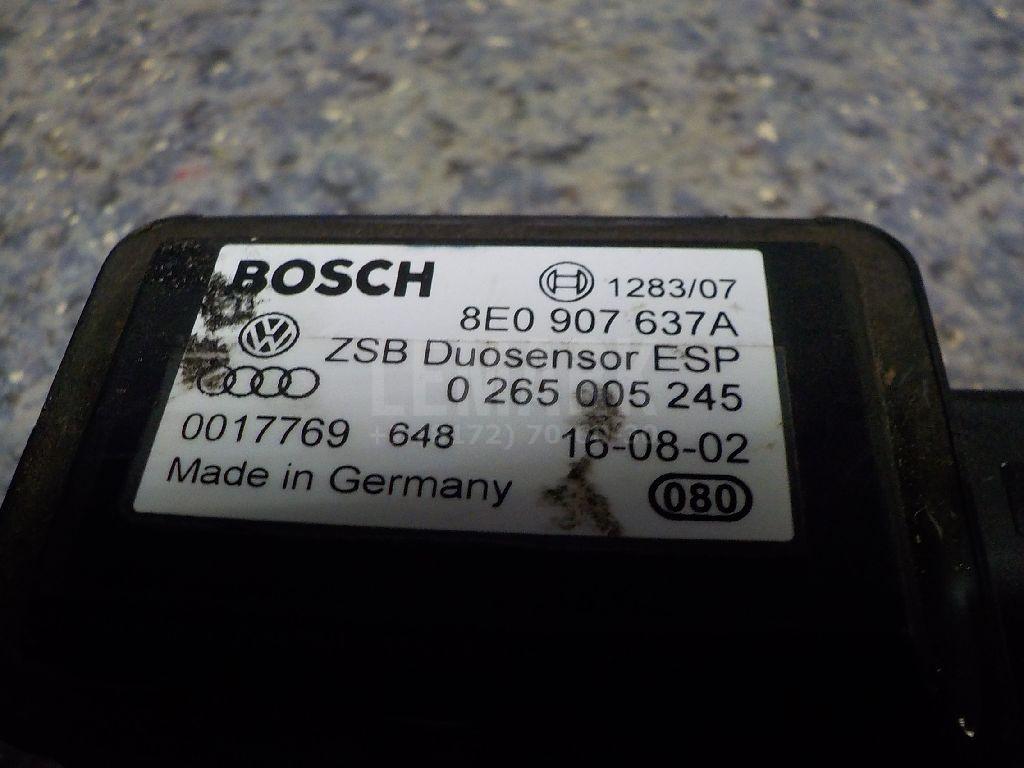 BOSCH 1283/07
8E0 907 637A
ZSB Duosensor ESP
0 265 005 245
0017769 648 16-08-02
Made in Germany 080